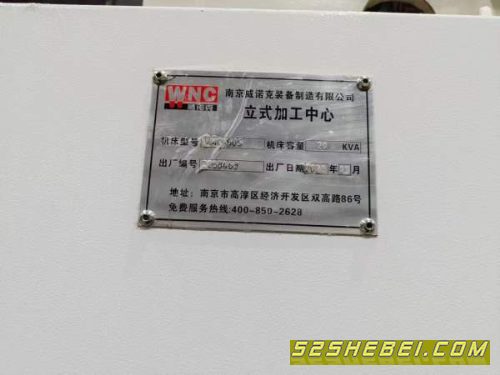 WNC
南京威诺克装备制造有限公司
立式加工中心
机床型号 机床容量 KVA
出厂编号 出厂日期 年 月
地址：南京市高淳区经济开发区双高路86号
免费服务热线:400-850-2628
52SHEBEI.COM